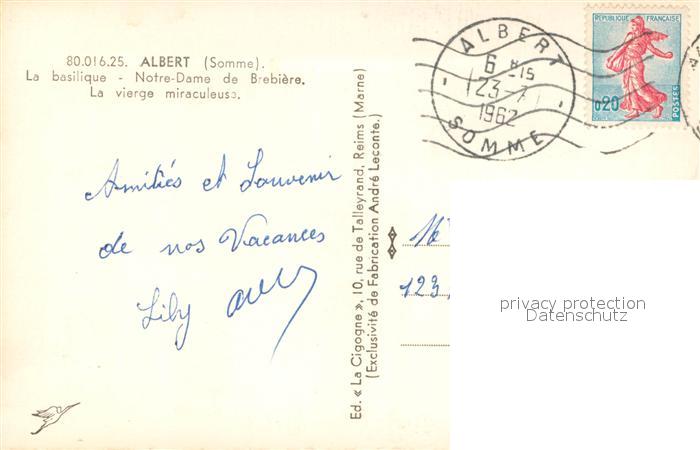 80.016.25. ALBERT (Somme).
La basilique - Notre-Dame de Brebière.
La vierge miraculeuse.
ALBERT
6 H -15
23-7
1962
SOMME
REPUBLIQUE FRANÇAISE
0,20
POSTES
Amitiés et Souvenir
de nos Vacances
Lily
Ed. « La Cigogne », 10, rue de Talleyrand, Reims (Marne)
(Exclusivité de Fabrication André Leconte.)
123,
privacy protection
Datenschutz